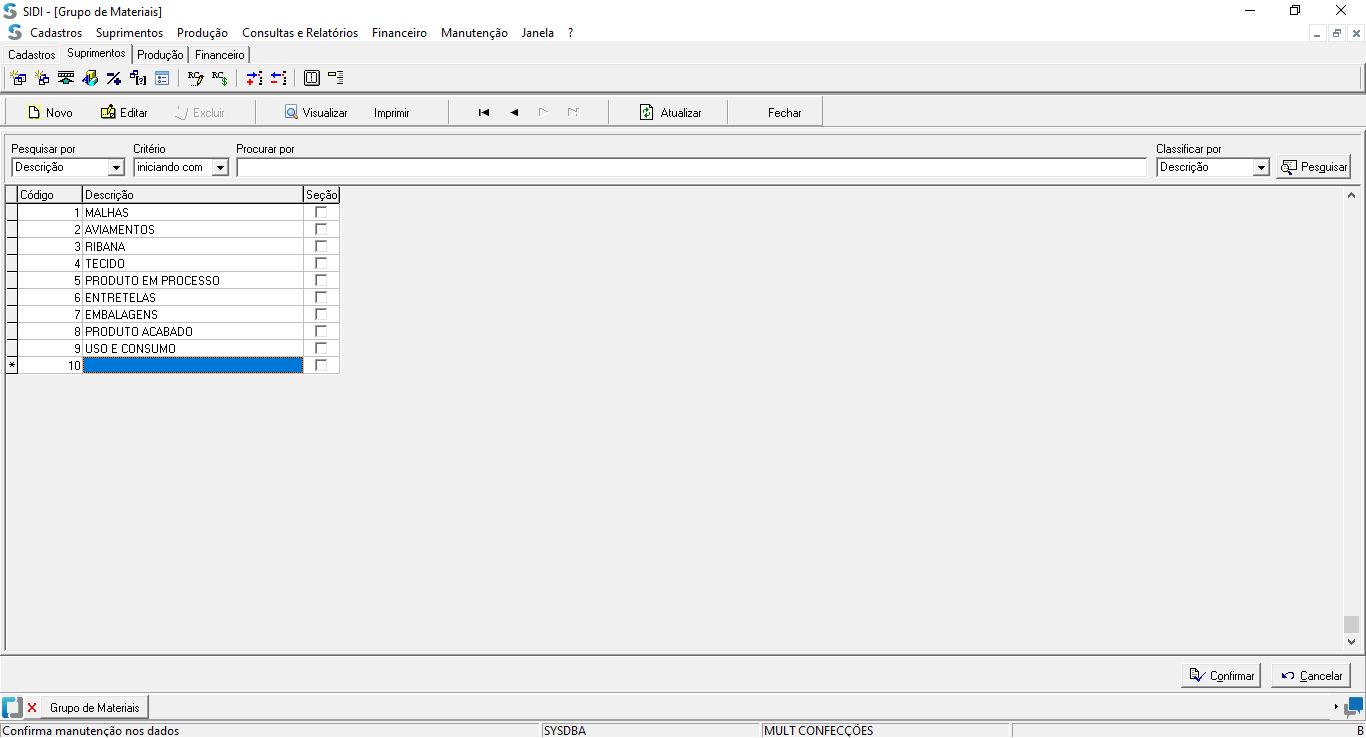 SIDI - [Grupo de Materiais]
Cadastros Suprimentos Produção Consultas e Relatórios Financeiro Manutenção Janela ?
Cadastros Suprimentos Produção Financeiro
Novo Editar Excluir Visualizar Imprimir Atualizar Fechar
Pesquisar por Critério Procurar por Classificar por
Descrição iniciando com Descrição Pesquisar
Código Descrição Seção
1 MALHAS
2 AVIAMENTOS
3 RIBANA
4 TECIDO
5 PRODUTO EM PROCESSO
6 ENTRETELAS
7 EMBALAGENS
8 PRODUTO ACABADO
9 USO E CONSUMO
* 10
Confirmar Cancelar
Grupo de Materiais
Confirma manutenção nos dados SYSDBA MULT CONFECÇÕES B